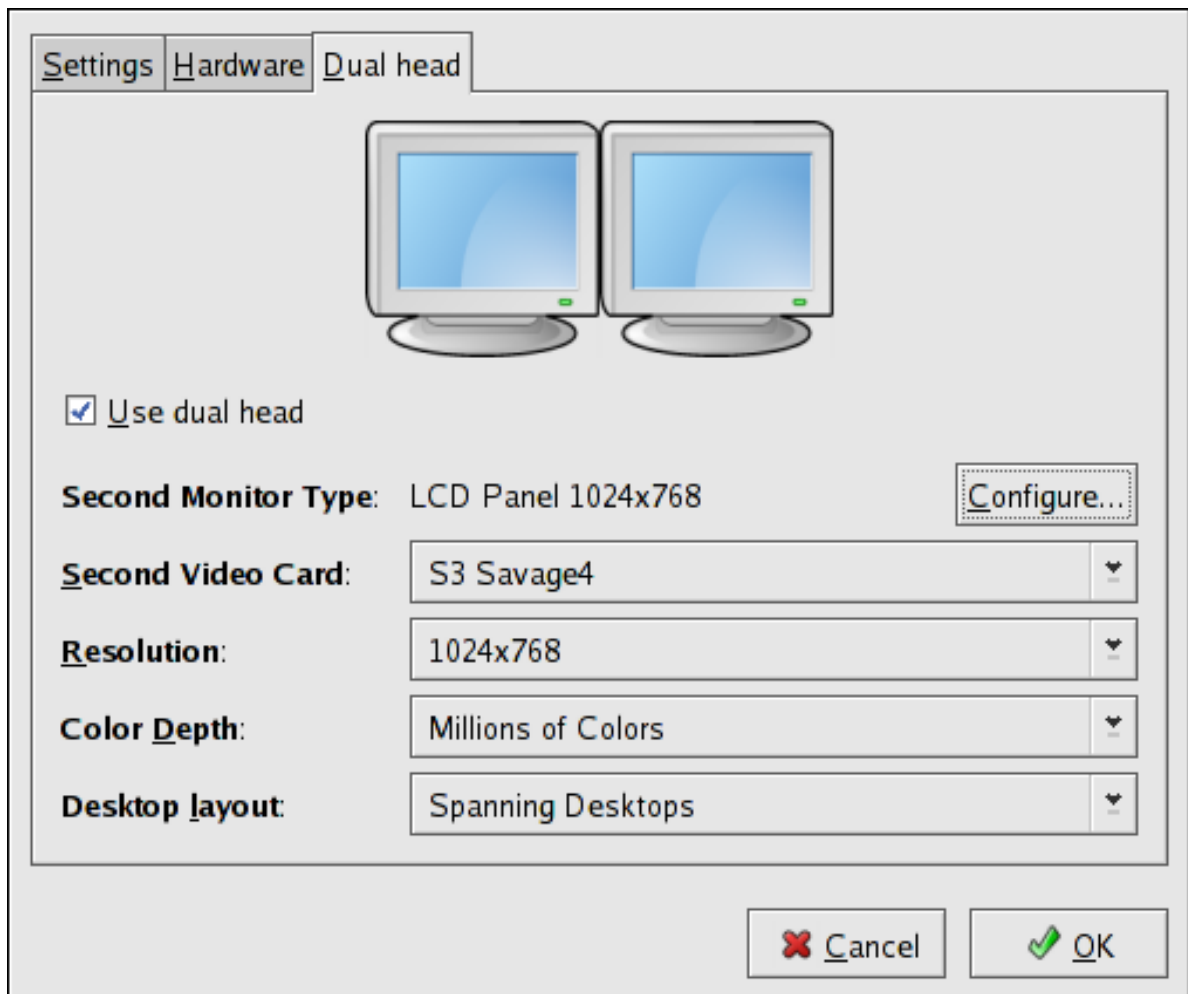 Settings Hardware Dual head
Use dual head
Second Monitor Type: LCD Panel 1024x768 Configure...
Second Video Card: S3 Savage4
Resolution: 1024x768
Color Depth: Millions of Colors
Desktop layout: Spanning Desktops
Cancel OK